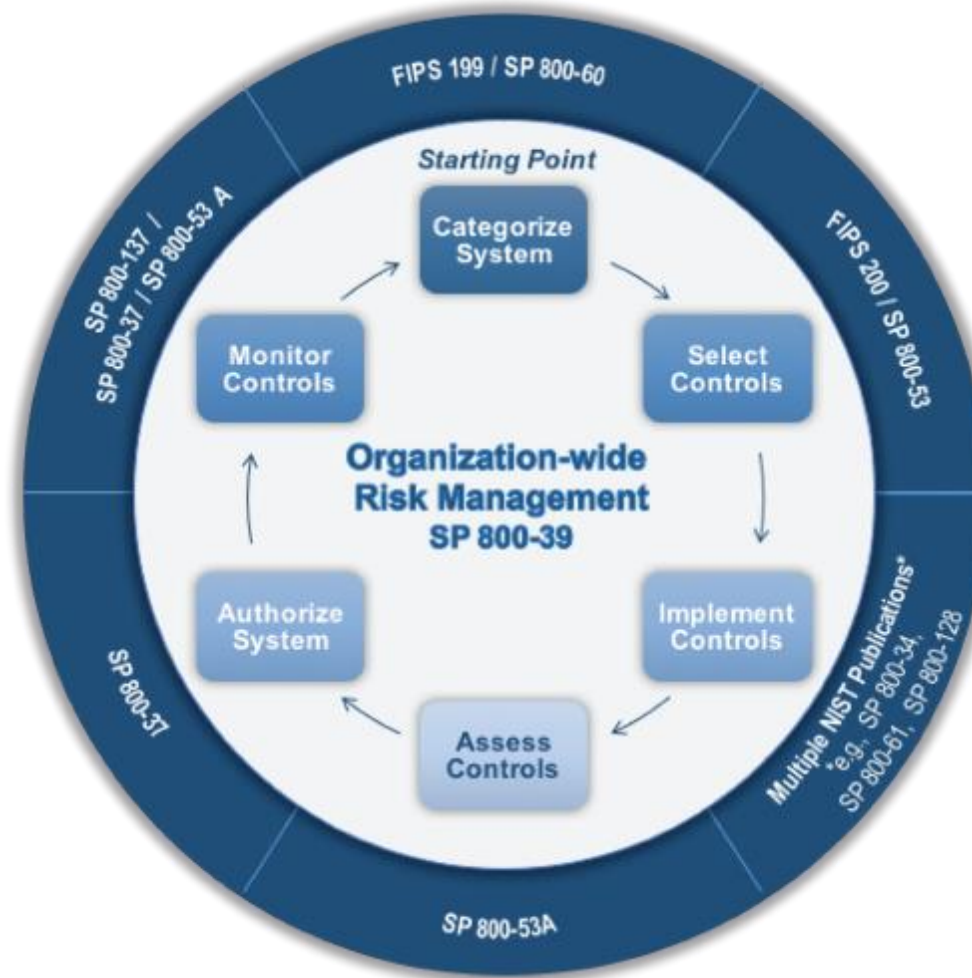 FIPS 199 / SP 800-60
Starting Point
Categorize
System
FIPS 200 / SP 800-53
Select
Controls
Multiple NIST Publications*
*e.g., SP 800-34,
SP 800-61, SP 800-128
Implement
Controls
SP 800-53A
Assess
Controls
SP 800-37
Authorize
System
SP 800-137 /
SP 800-37 / SP 800-53 A
Monitor
Controls
Organization-wide
Risk Management
SP 800-39